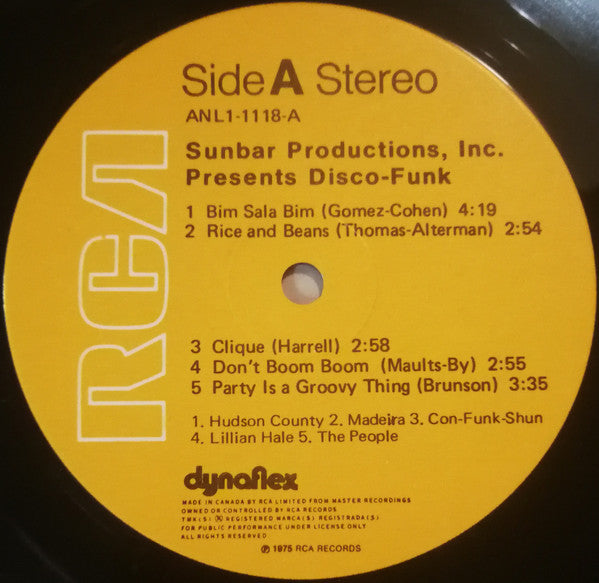 Side A Stereo
ANL1-1118-A
Sunbar Productions, Inc.
Presents Disco-Funk
1 Bim Sala Bim (Gomez-Cohen) 4:19
2 Rice and Beans (Thomas-Alterman) 2:54
RCA
3 Clique (Harrell) 2:58
4 Don't Boom Boom (Maults-By) 2:55
5 Party Is a Groovy Thing (Brunson) 3:35
1. Hudson County 2. Madeira 3. Con-Funk-Shun
4. Lillian Hale 5. The People
dynaflex
MADE IN CANADA BY RCA LIMITED FROM MASTER RECORDINGS
OWNED OR CONTROLLED BY RCA RECORDS
TMK(S) ® REGISTERED MARCA(S) REGISTRADA(S)
FOR PUBLIC PERFORMANCE UNDER LICENSE ONLY
ALL RIGHTS RESERVED
℗ 1975 RCA RECORDS